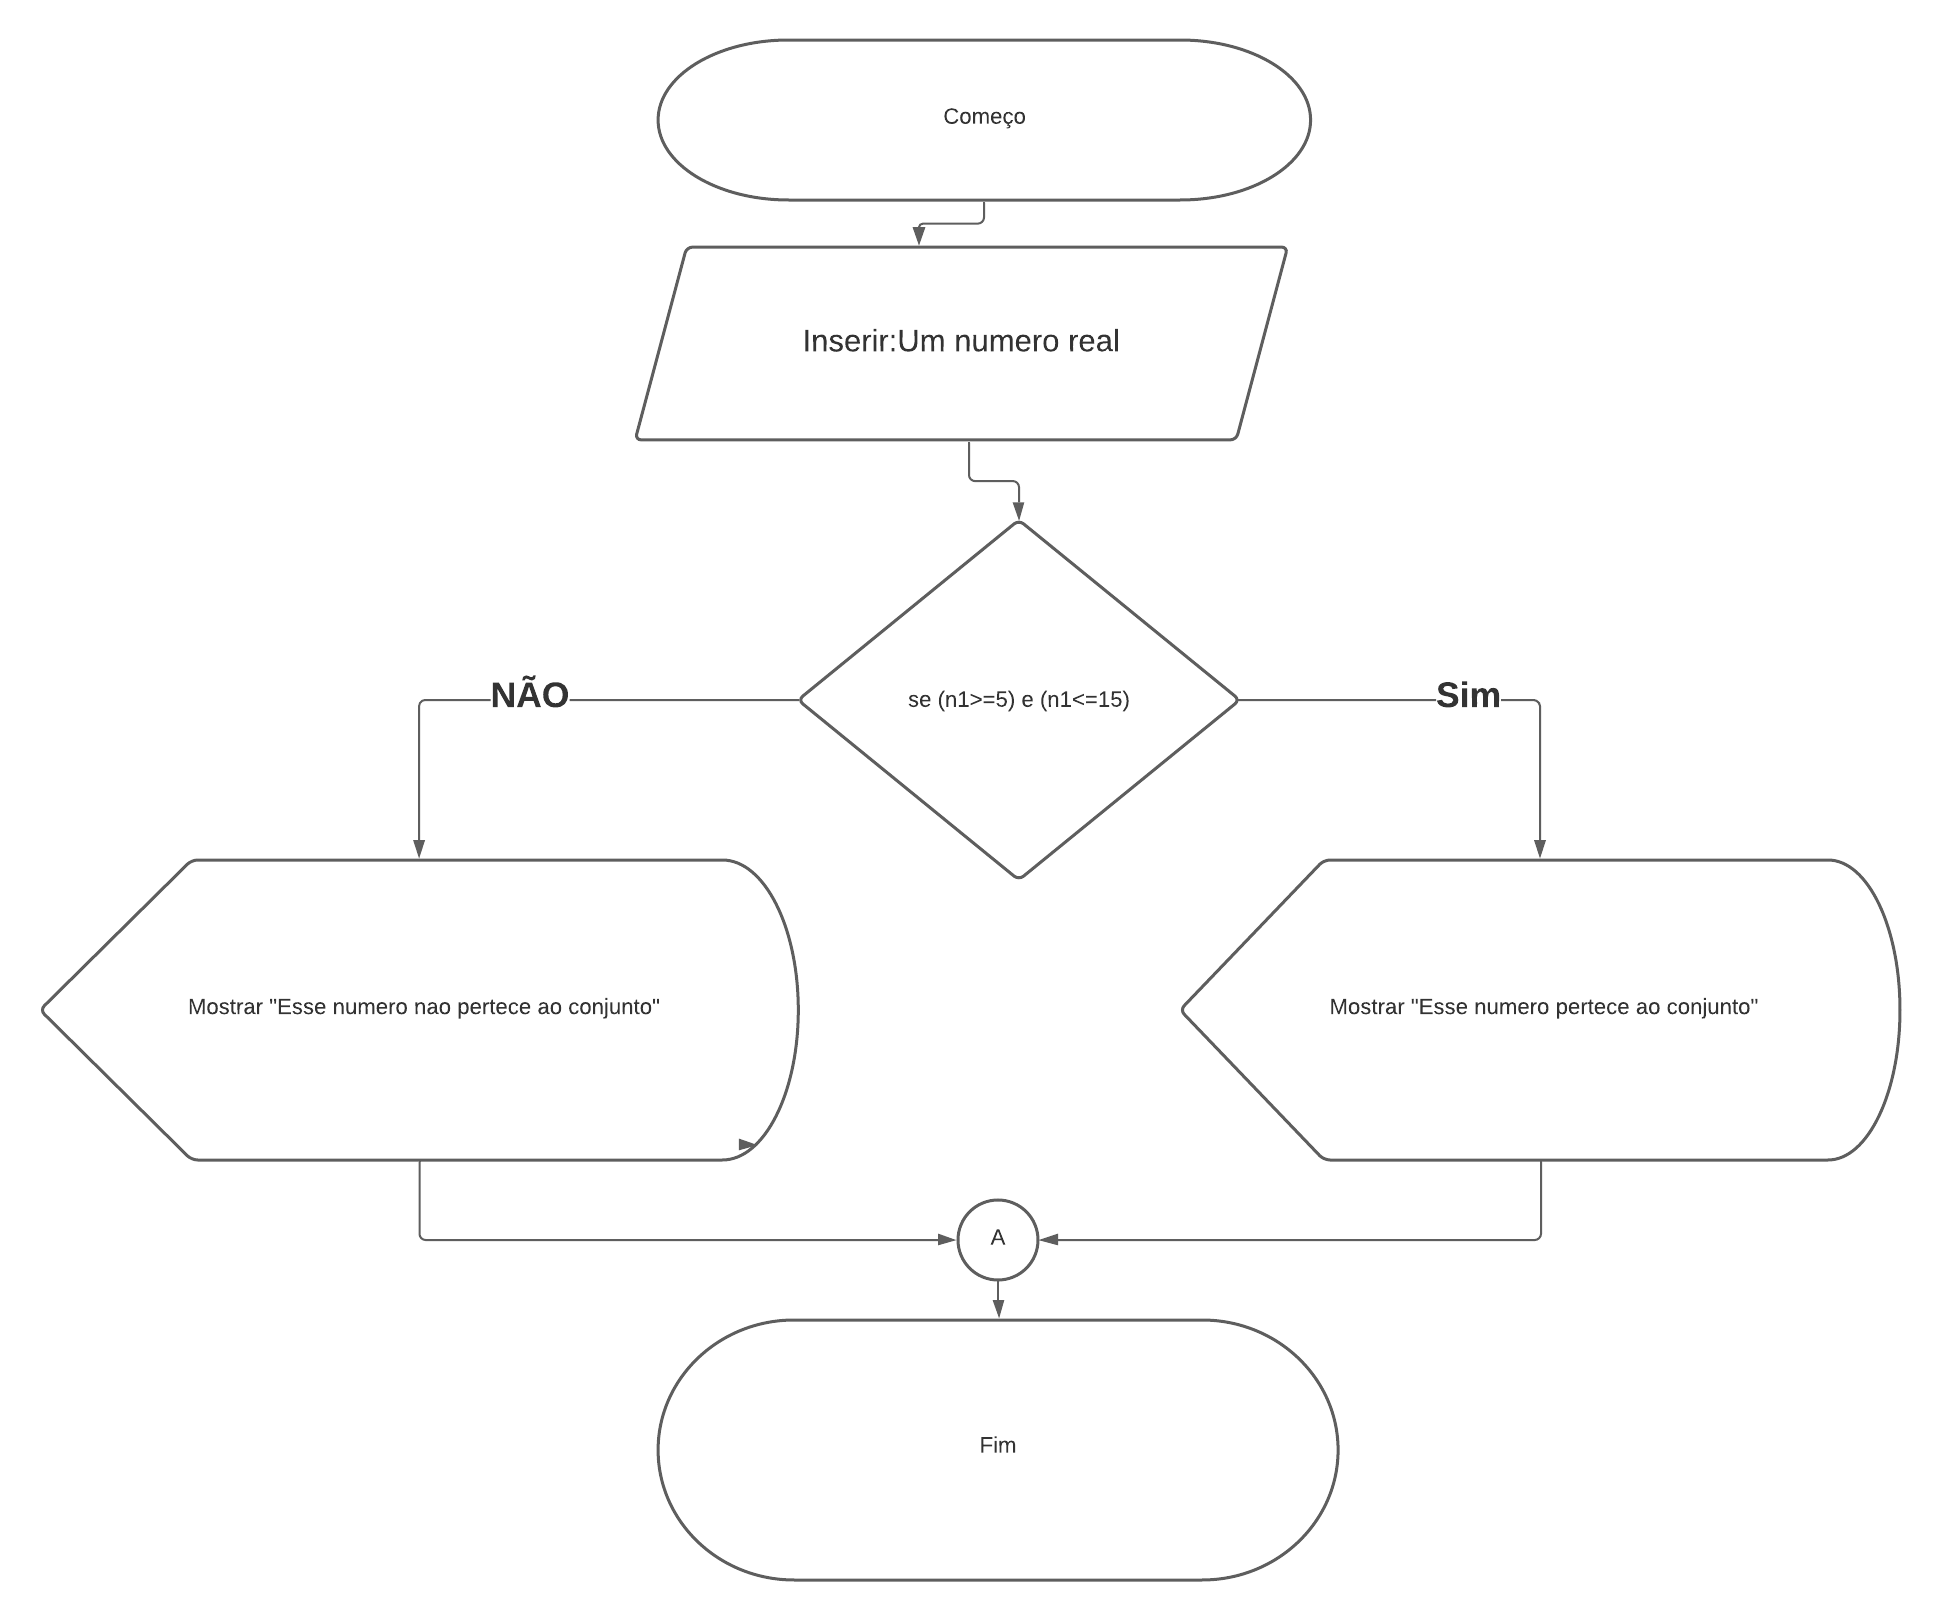 Começo
Inserir:Um numero real
se (n1>=5) e (n1<=15)
NÃO
Sim
Mostrar "Esse numero nao pertece ao conjunto"
Mostrar "Esse numero pertece ao conjunto"
A
Fim